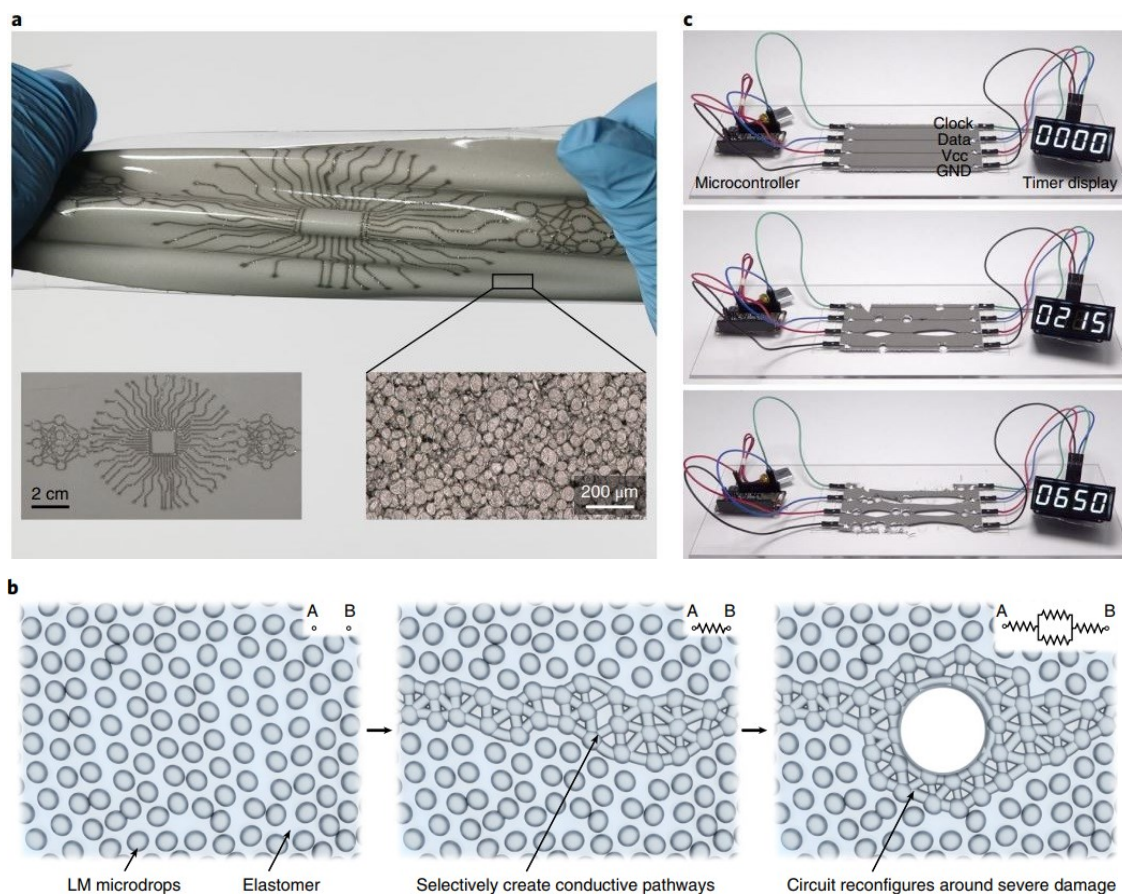 a
2 cm
200 μm
c
Clock
Data
Vcc
GND
Microcontroller
Timer display
0000
0215
0650
b
A B
A B
A B
LM microdrops
Elastomer
Selectively create conductive pathways
Circuit reconfigures around severe damage